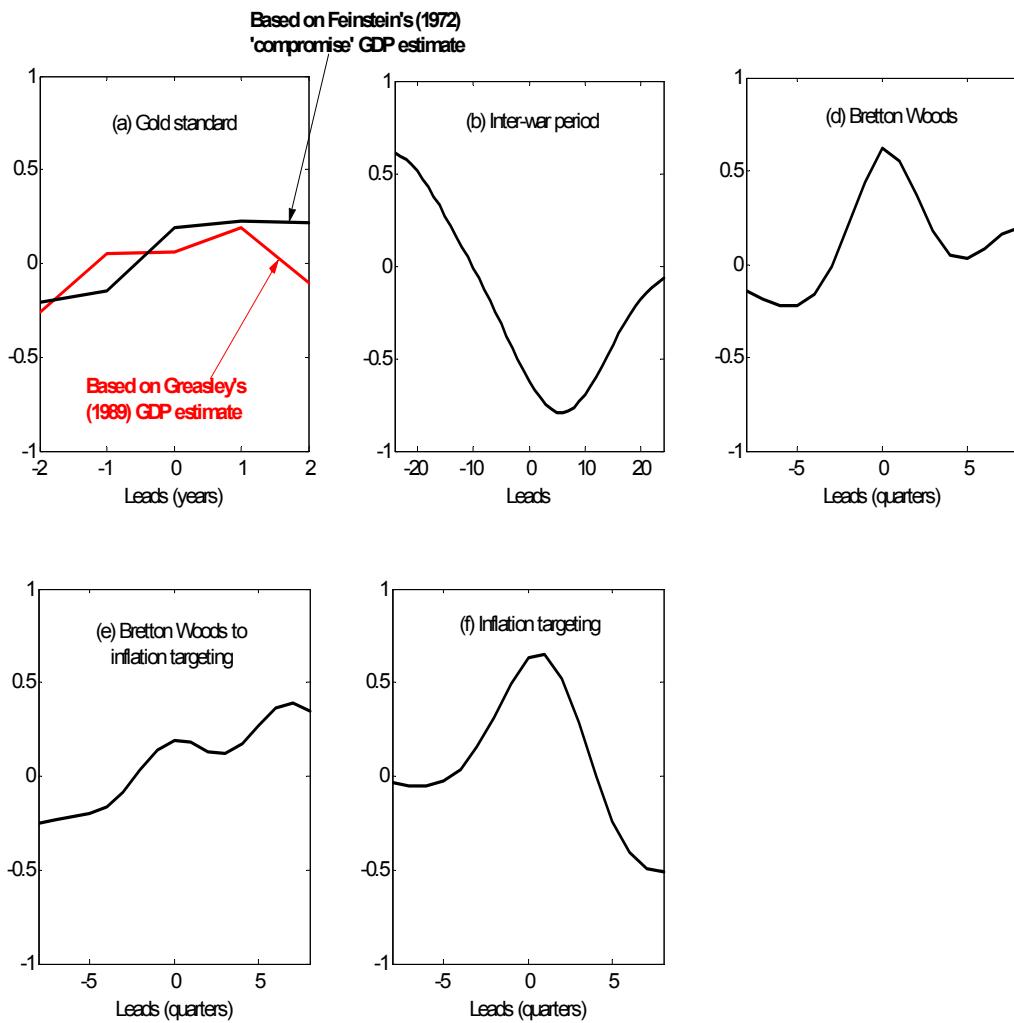 Based on Feinstein's (1972)
'compromise' GDP estimate
1
0.5
0
-0.5
-1
(a) Gold standard
Based on Greasley's
(1989) GDP estimate
-2 -1 0 1 2
Leads (years)
1
0.5
0
-0.5
-1
(b) Inter-war period
-20 -10 0 10 20
Leads
1
0.5
0
-0.5
-1
(d) Bretton Woods
-5 0 5
Leads (quarters)
1
0.5
0
-0.5
-1
(e) Bretton Woods to
inflation targeting
-5 0 5
Leads (quarters)
1
0.5
0
-0.5
-1
(f) Inflation targeting
-5 0 5
Leads (quarters)